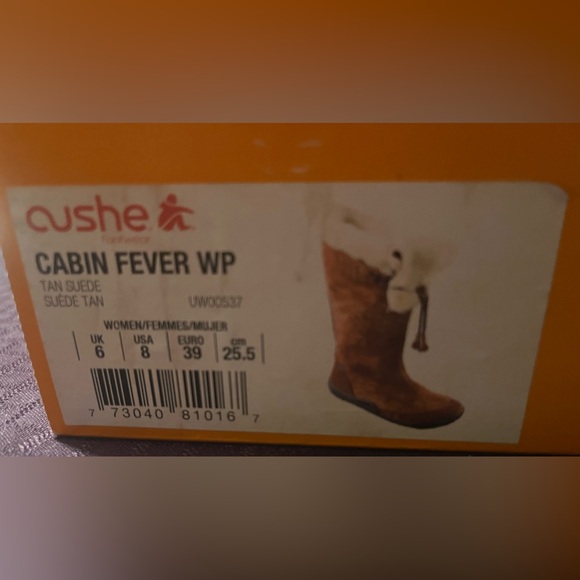 cushe
footwear
CABIN FEVER WP
TAN SUEDE
SUÈDE TAN UW00537
WOMEN/FEMMES/MUJER
UK USA EURO cm
6 8 39 25.5
7 73040 81016 7